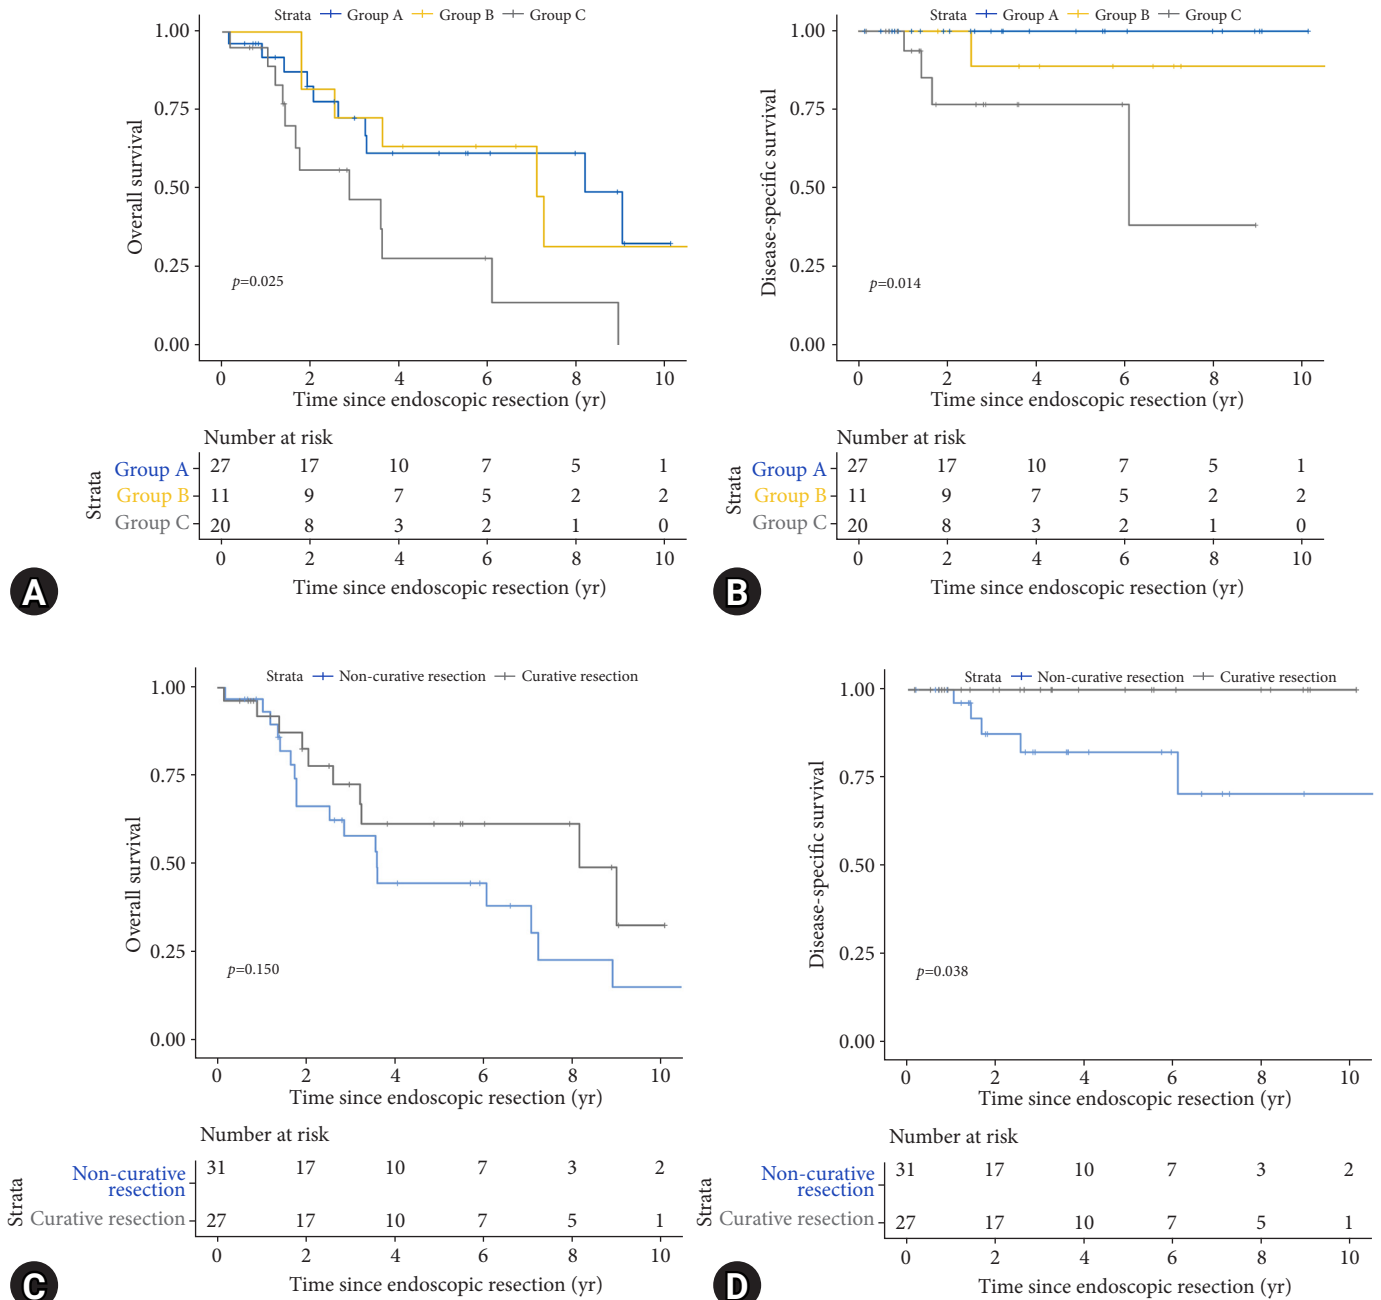 Strata Group A Group B Group C
1.00
0.75
0.50
0.25
0.00
Overall survival
p=0.025
0 2 4 6 8 10
Time since endoscopic resection (yr)
Number at risk
Strata
Group A 27 17 10 7 5 1
Group B 11 9 7 5 2 2
Group C 20 8 3 2 1 0
0 2 4 6 8 10
Time since endoscopic resection (yr)
A
Strata Group A Group B Group C
1.00
0.75
0.50
0.25
0.00
Disease-specific survival
p=0.014
0 2 4 6 8 10
Time since endoscopic resection (yr)
Number at risk
Strata
Group A 27 17 10 7 5 1
Group B 11 9 7 5 2 2
Group C 20 8 3 2 1 0
0 2 4 6 8 10
Time since endoscopic resection (yr)
B
Strata Non-curative resection Curative resection
1.00
0.75
0.50
0.25
0.00
Overall survival
p=0.150
0 2 4 6 8 10
Time since endoscopic resection (yr)
Number at risk
Strata
Non-curative 31 17 10 7 3 2
resection
Curative resection 27 17 10 7 5 1
0 2 4 6 8 10
Time since endoscopic resection (yr)
C
Strata Non-curative resection Curative resection
1.00
0.75
0.50
0.25
0.00
Disease-specific survival
p=0.038
0 2 4 6 8 10
Time since endoscopic resection (yr)
Number at risk
Strata
Non-curative 31 17 10 7 3 2
resection
Curative resection 27 17 10 7 5 1
0 2 4 6 8 10
Time since endoscopic resection (yr)
D